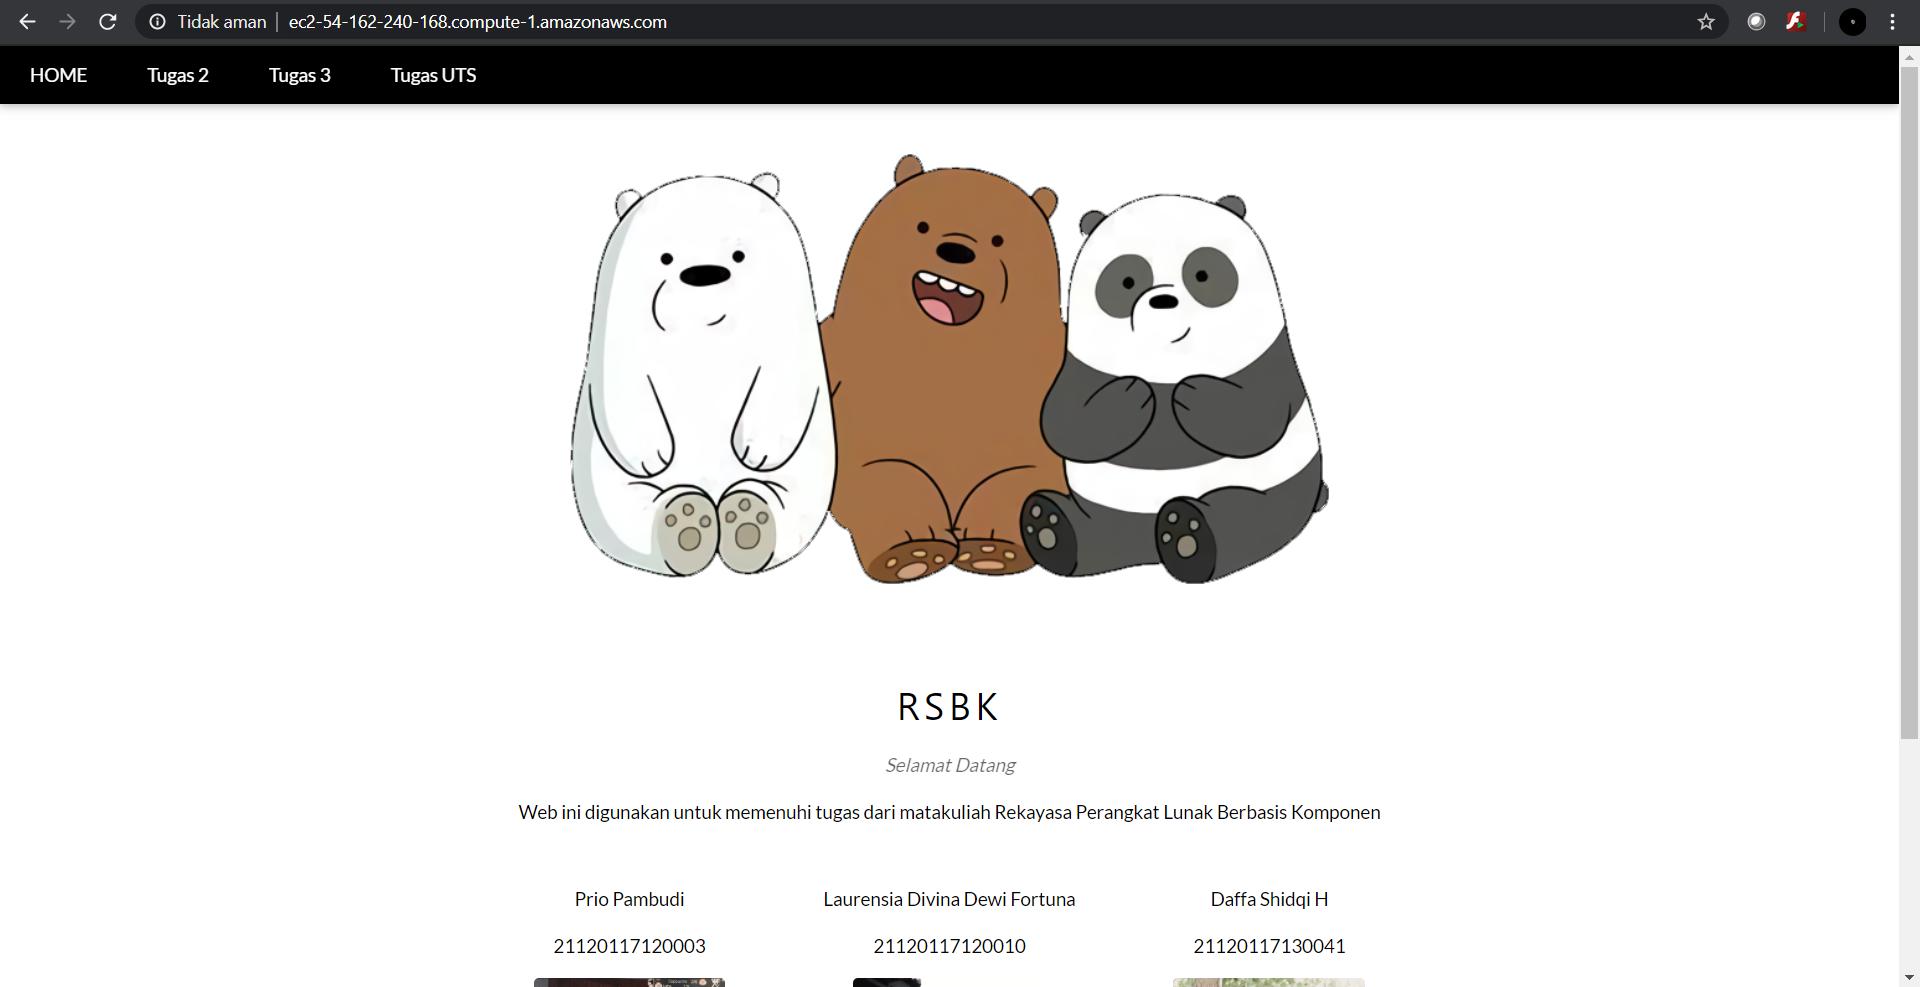 Tidak aman | ec2-54-162-240-168.compute-1.amazonaws.com
HOME Tugas 2 Tugas 3 Tugas UTS
RSBK
Selamat Datang
Web ini digunakan untuk memenuhi tugas dari matakuliah Rekayasa Perangkat Lunak Berbasis Komponen
Prio Pambudi Laurensia Divina Dewi Fortuna Daffa Shidqi H
21120117120003 21120117120010 21120117130041